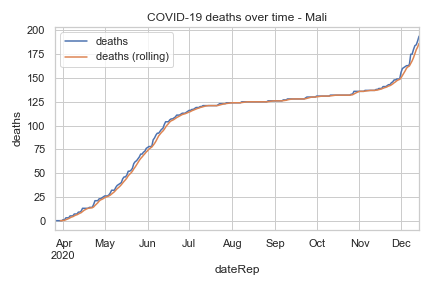 COVID-19 deaths over time - Mali
deaths
deaths (rolling)
200
175
150
125
100
75
50
25
0
deaths
Apr May Jun Jul Aug Sep Oct Nov Dec
2020
dateRep